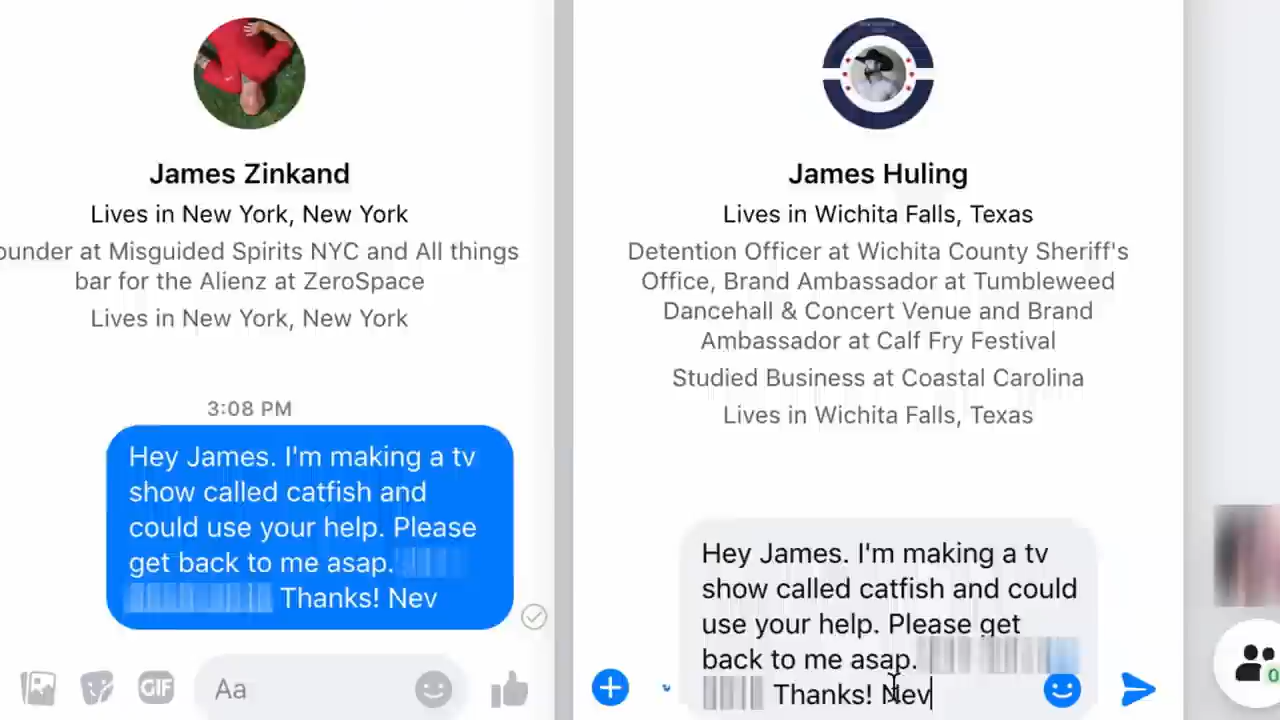 James Zinkand
Lives in New York, New York
ounder at Misguided Spirits NYC and All things
bar for the Alienz at ZeroSpace
Lives in New York, New York
3:08 PM
Hey James. I'm making a tv
show called catfish and
could use your help. Please
get back to me asap.
Thanks! Nev
GIF
Aa
James Huling
Lives in Wichita Falls, Texas
Detention Officer at Wichita County Sheriff's
Office, Brand Ambassador at Tumbleweed
Dancehall & Concert Venue and Brand
Ambassador at Calf Fry Festival
Studied Business at Coastal Carolina
Lives in Wichita Falls, Texas
Hey James. I'm making a tv
show called catfish and could
use your help. Please get
back to me asap.
Thanks! Nev
0